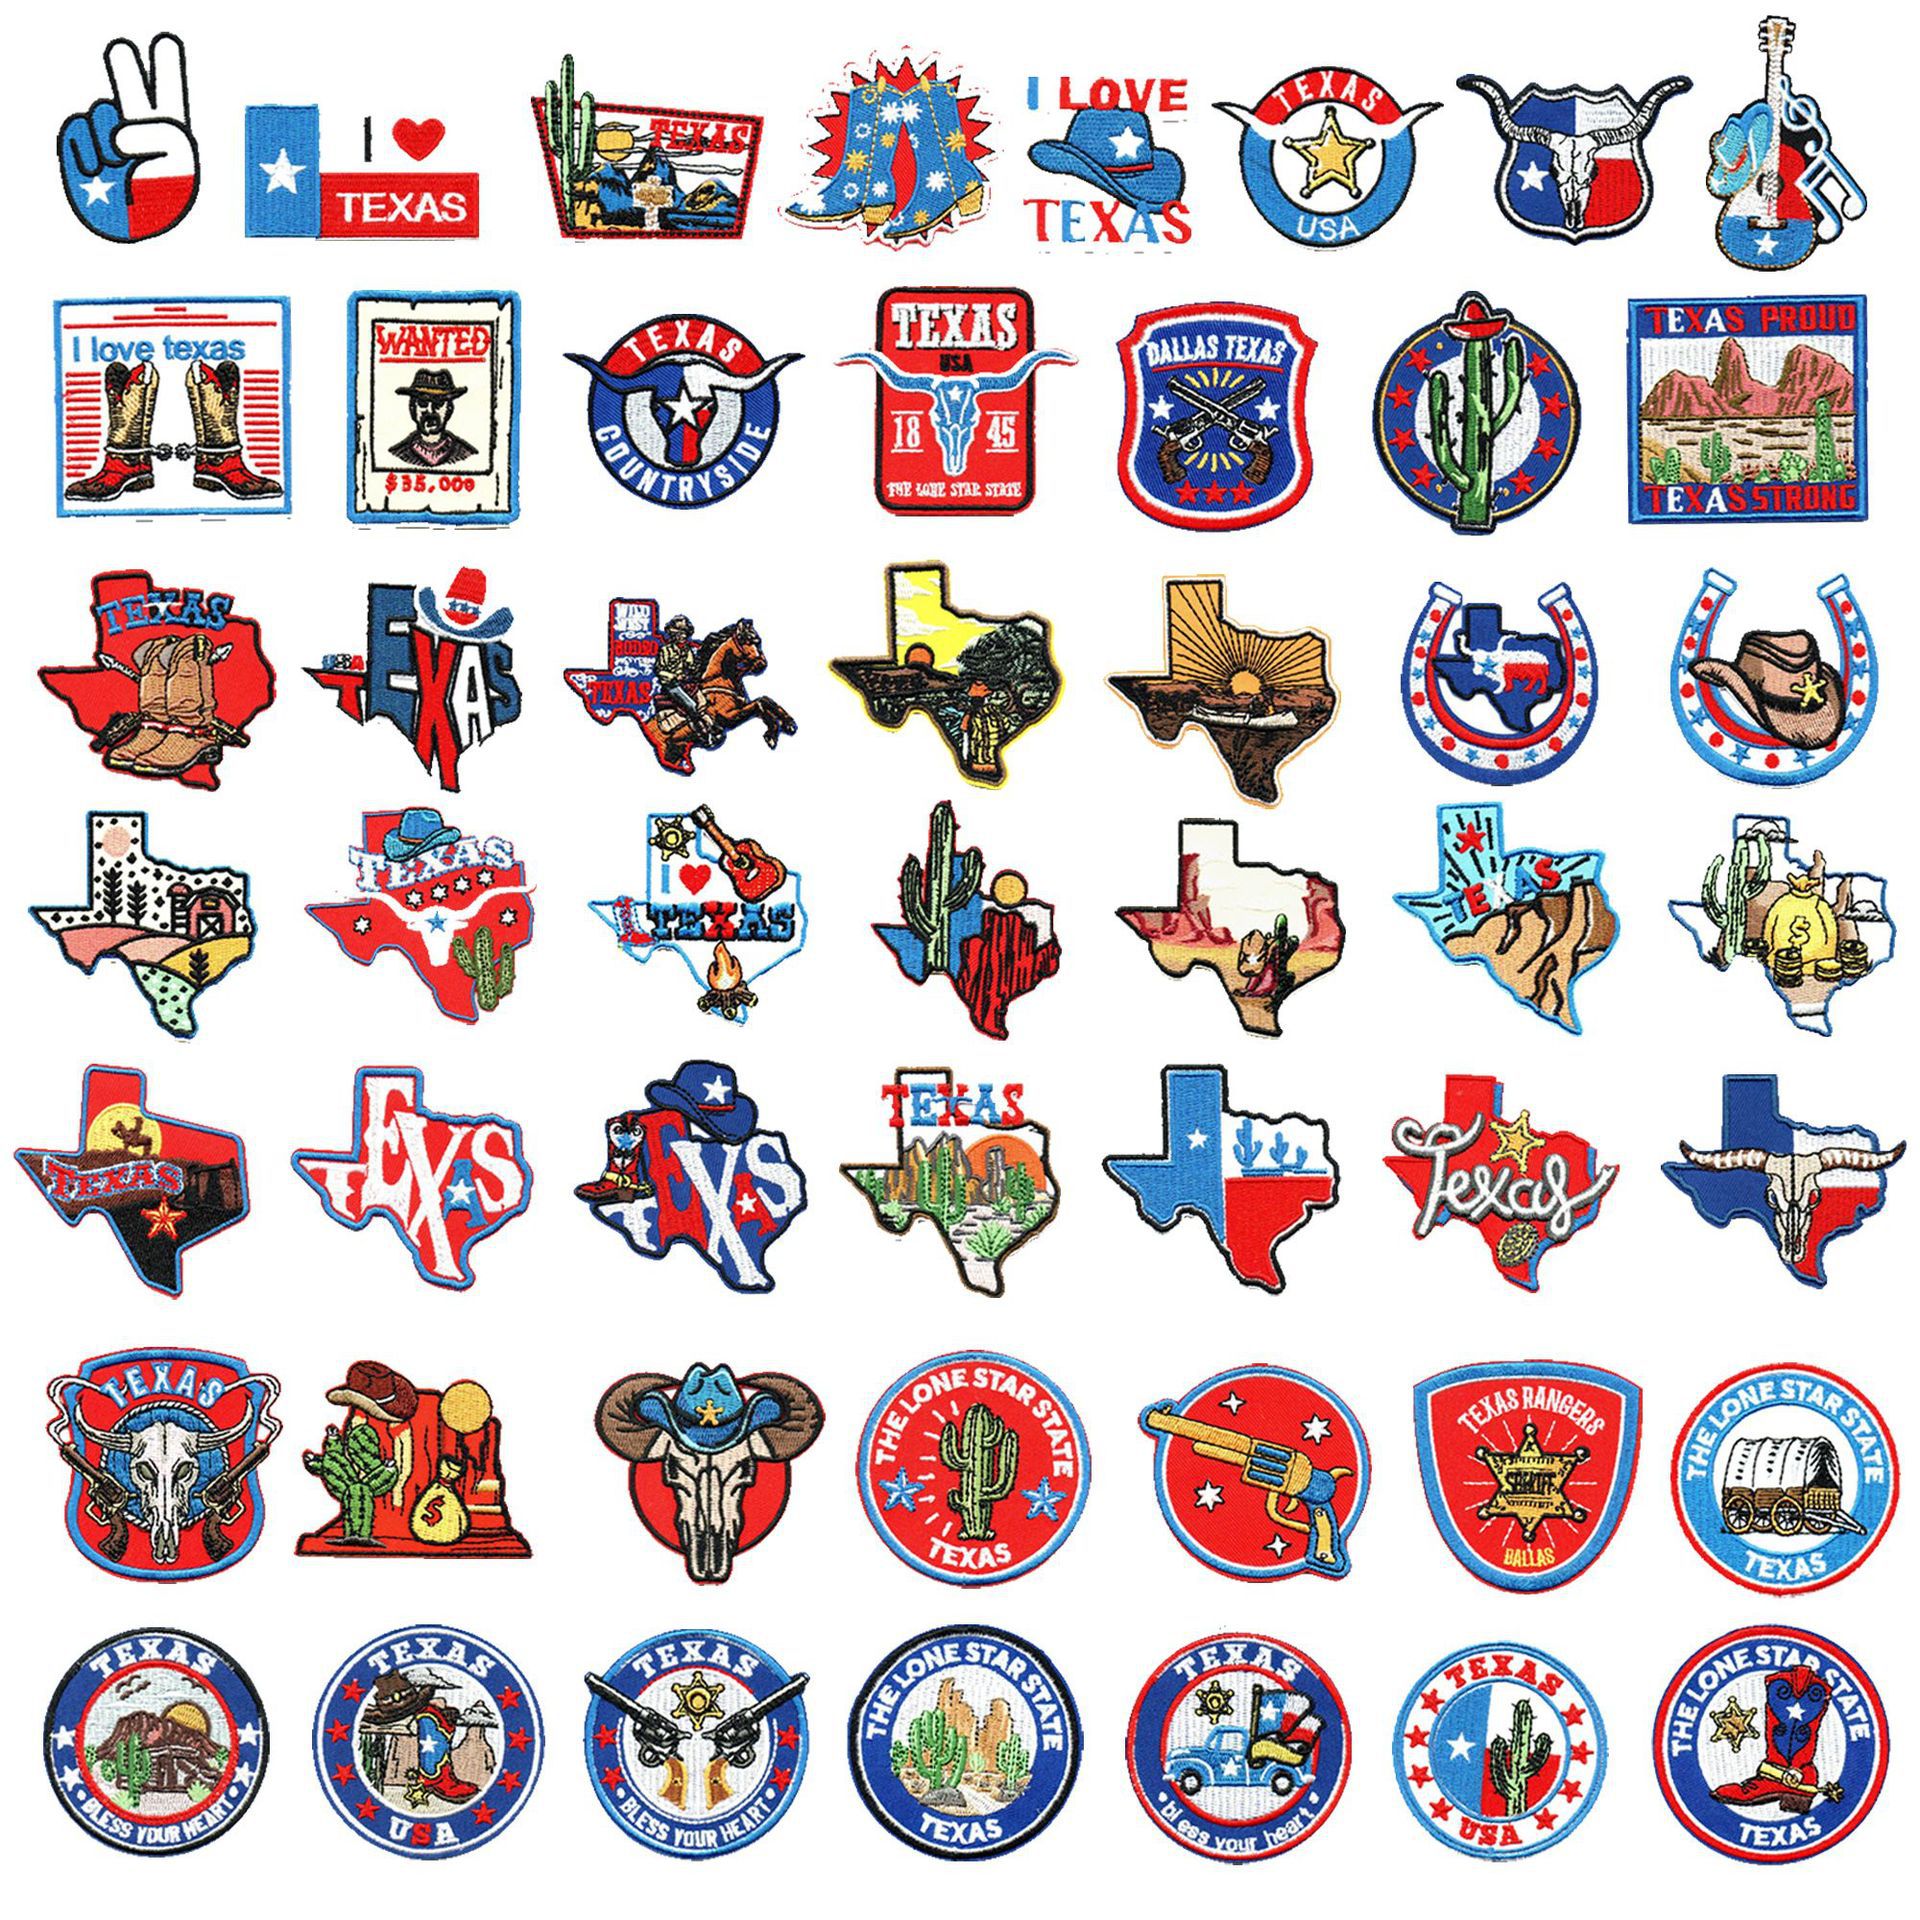 I
TEXAS
TEXAS
I LOVE
TEXAS
TEXAS
USA
I love texas
WANTED
$35,000
TEXAS
COUNTRYSIDE
TEXAS
USA
18 45
THE LONE STAR STATE
DALLAS TEXAS
TEXAS PROUD
TEXAS STRONG
TEXAS
USA
TEXAS
WILD
WEST
RODEO
TEXAS
TEXAS
I
TEXAS
TEXAS
$
TEXAS
TEXAS
TEXAS
TEXAS
Texas
TEXAS
$
THE LONE STAR STATE
TEXAS
TEXAS RANGERS
SHERIFF
DALLAS
THE LONE STAR STATE
TEXAS
TEXAS
BLESS YOUR HEART
TEXAS
USA
TEXAS
BLESS YOUR HEART
THE LONE STAR STATE
TEXAS
TEXAS
bless your heart
TEXAS
USA
THE LONE STAR STATE
TEXAS